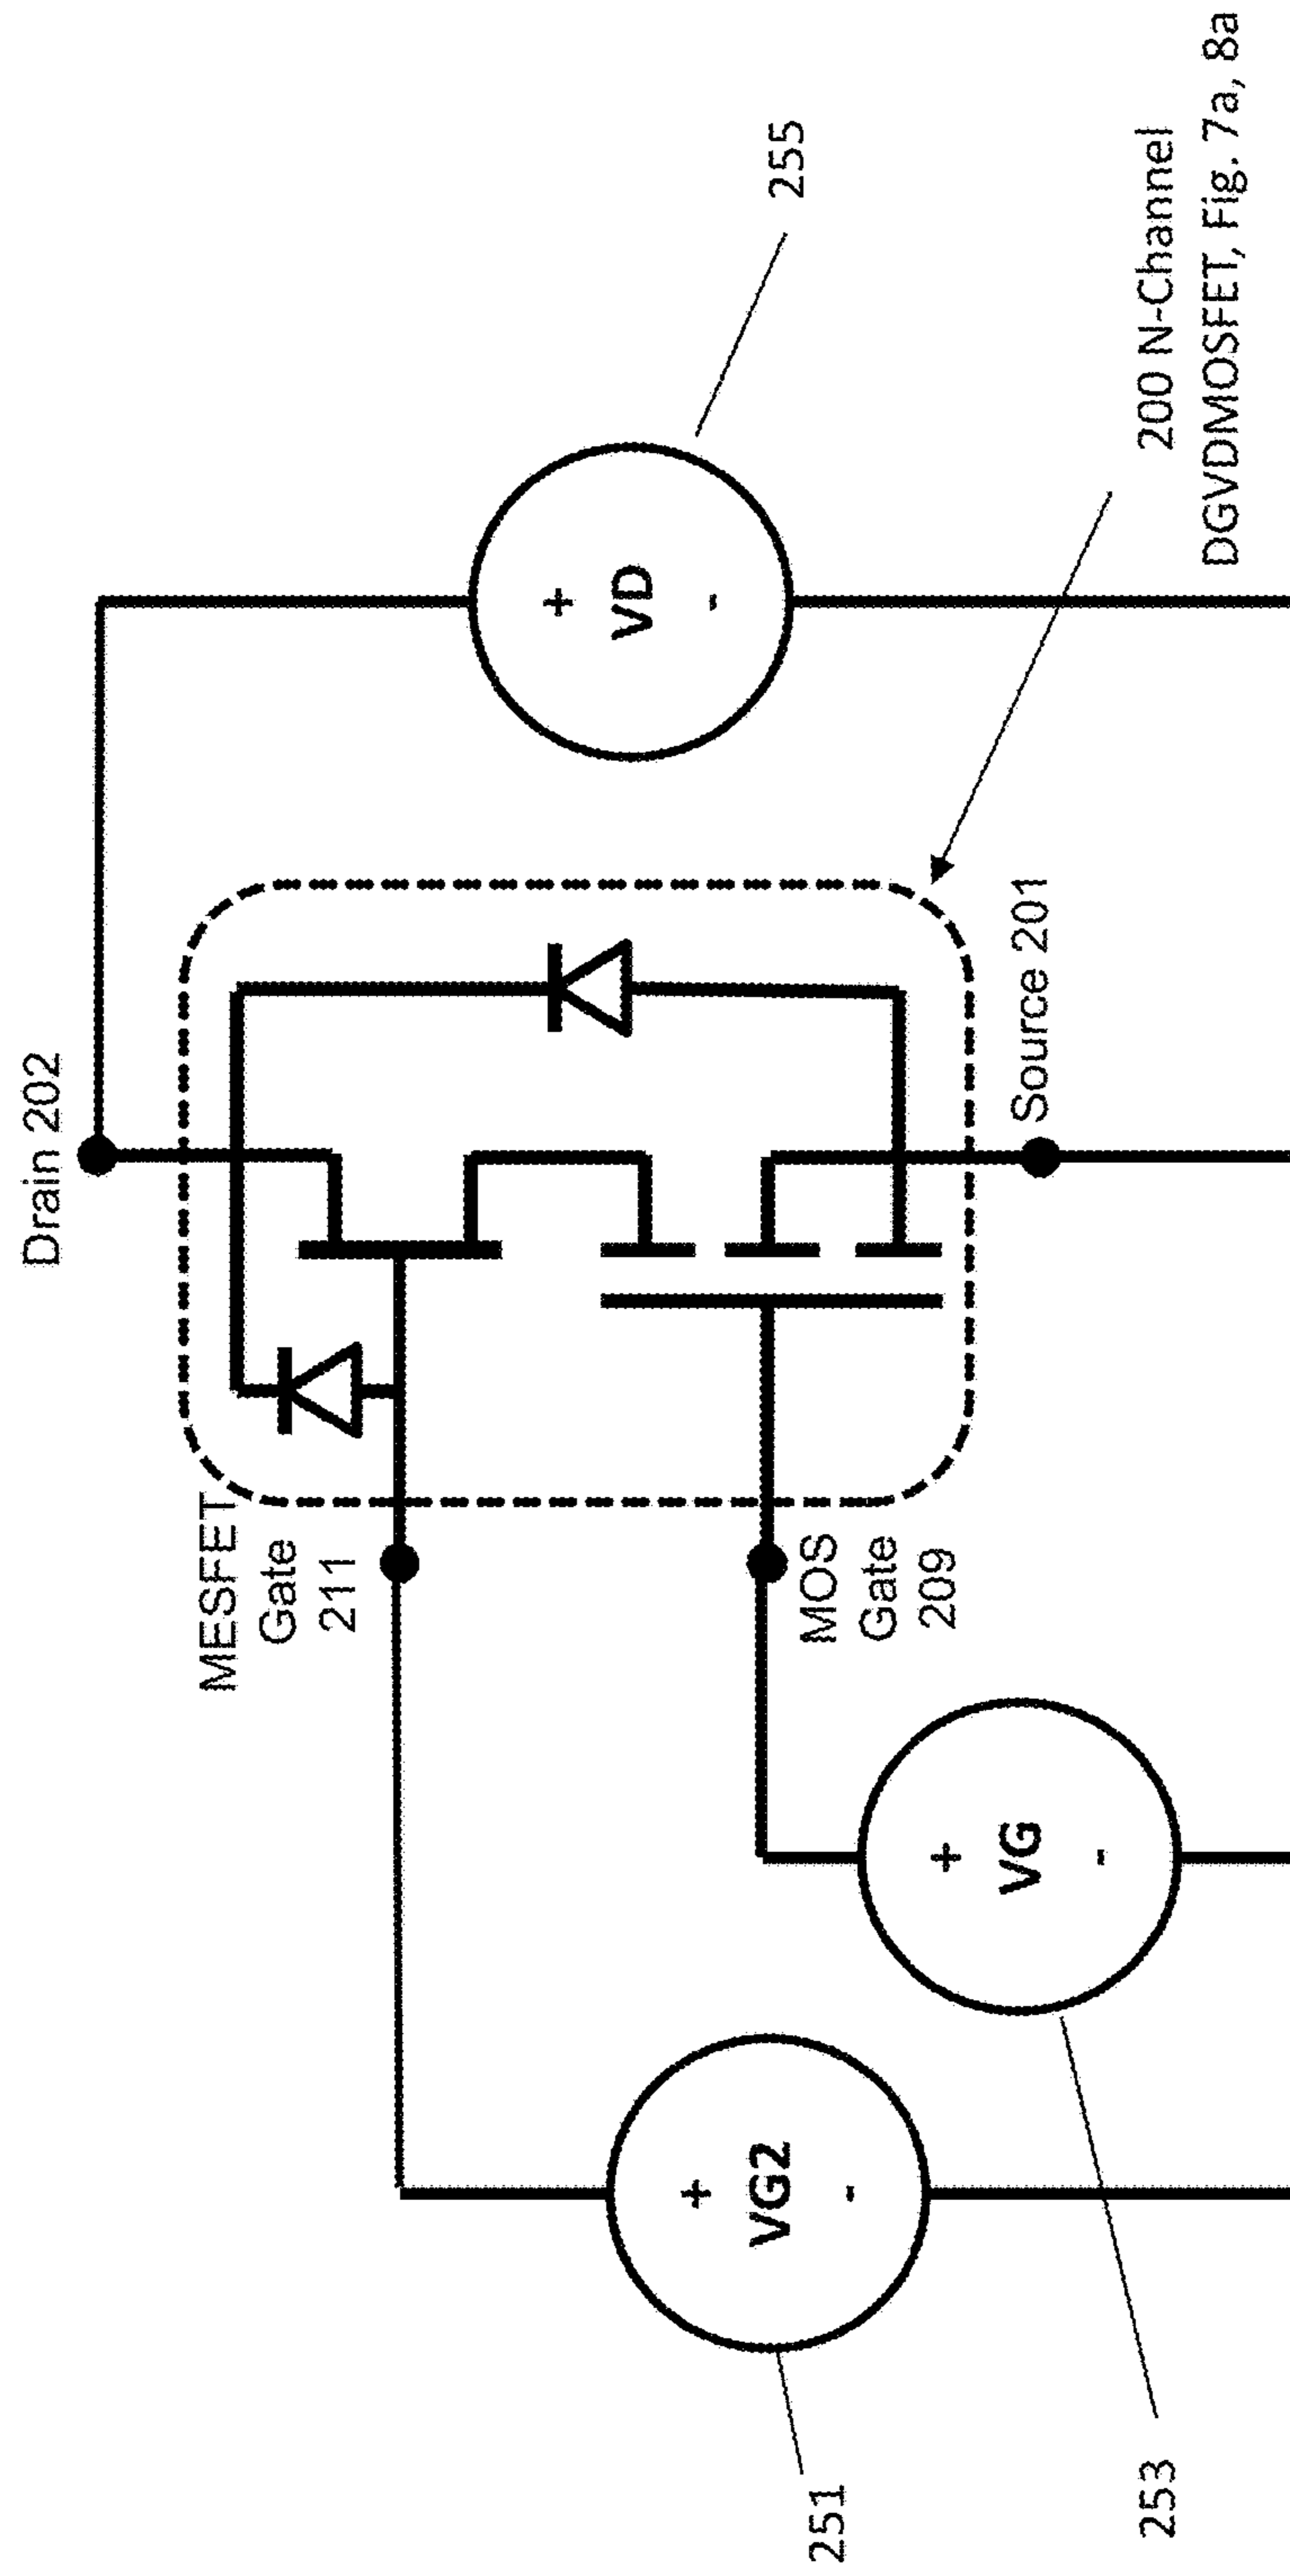 Drain 202
MESFET
Gate
211
+
VG2
-
251
+
VG
-
253
MOS
Gate
209
Source 201
+
VD
-
255
200 N-Channel
DGVDMOSFET, Fig. 7a, 8a